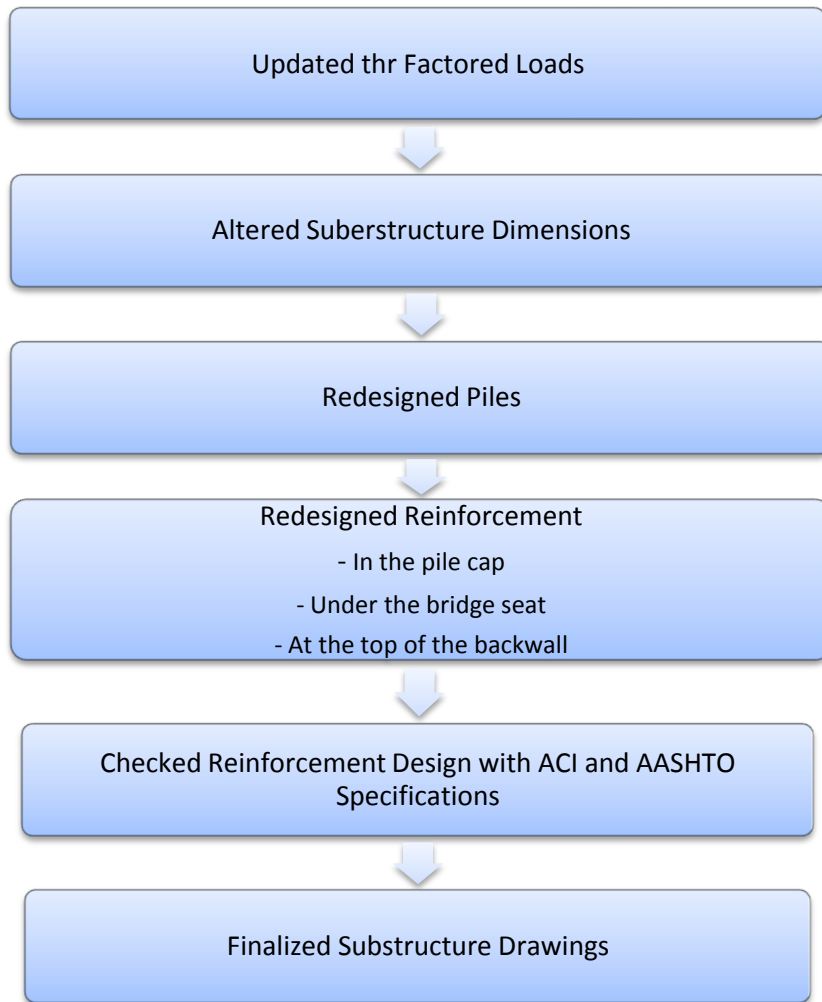 Updated thr Factored Loads
Altered Suberstructure Dimensions
Redesigned Piles
Redesigned Reinforcement
- In the pile cap
- Under the bridge seat
- At the top of the backwall
Checked Reinforcement Design with ACI and AASHTO
Specifications
Finalized Substructure Drawings